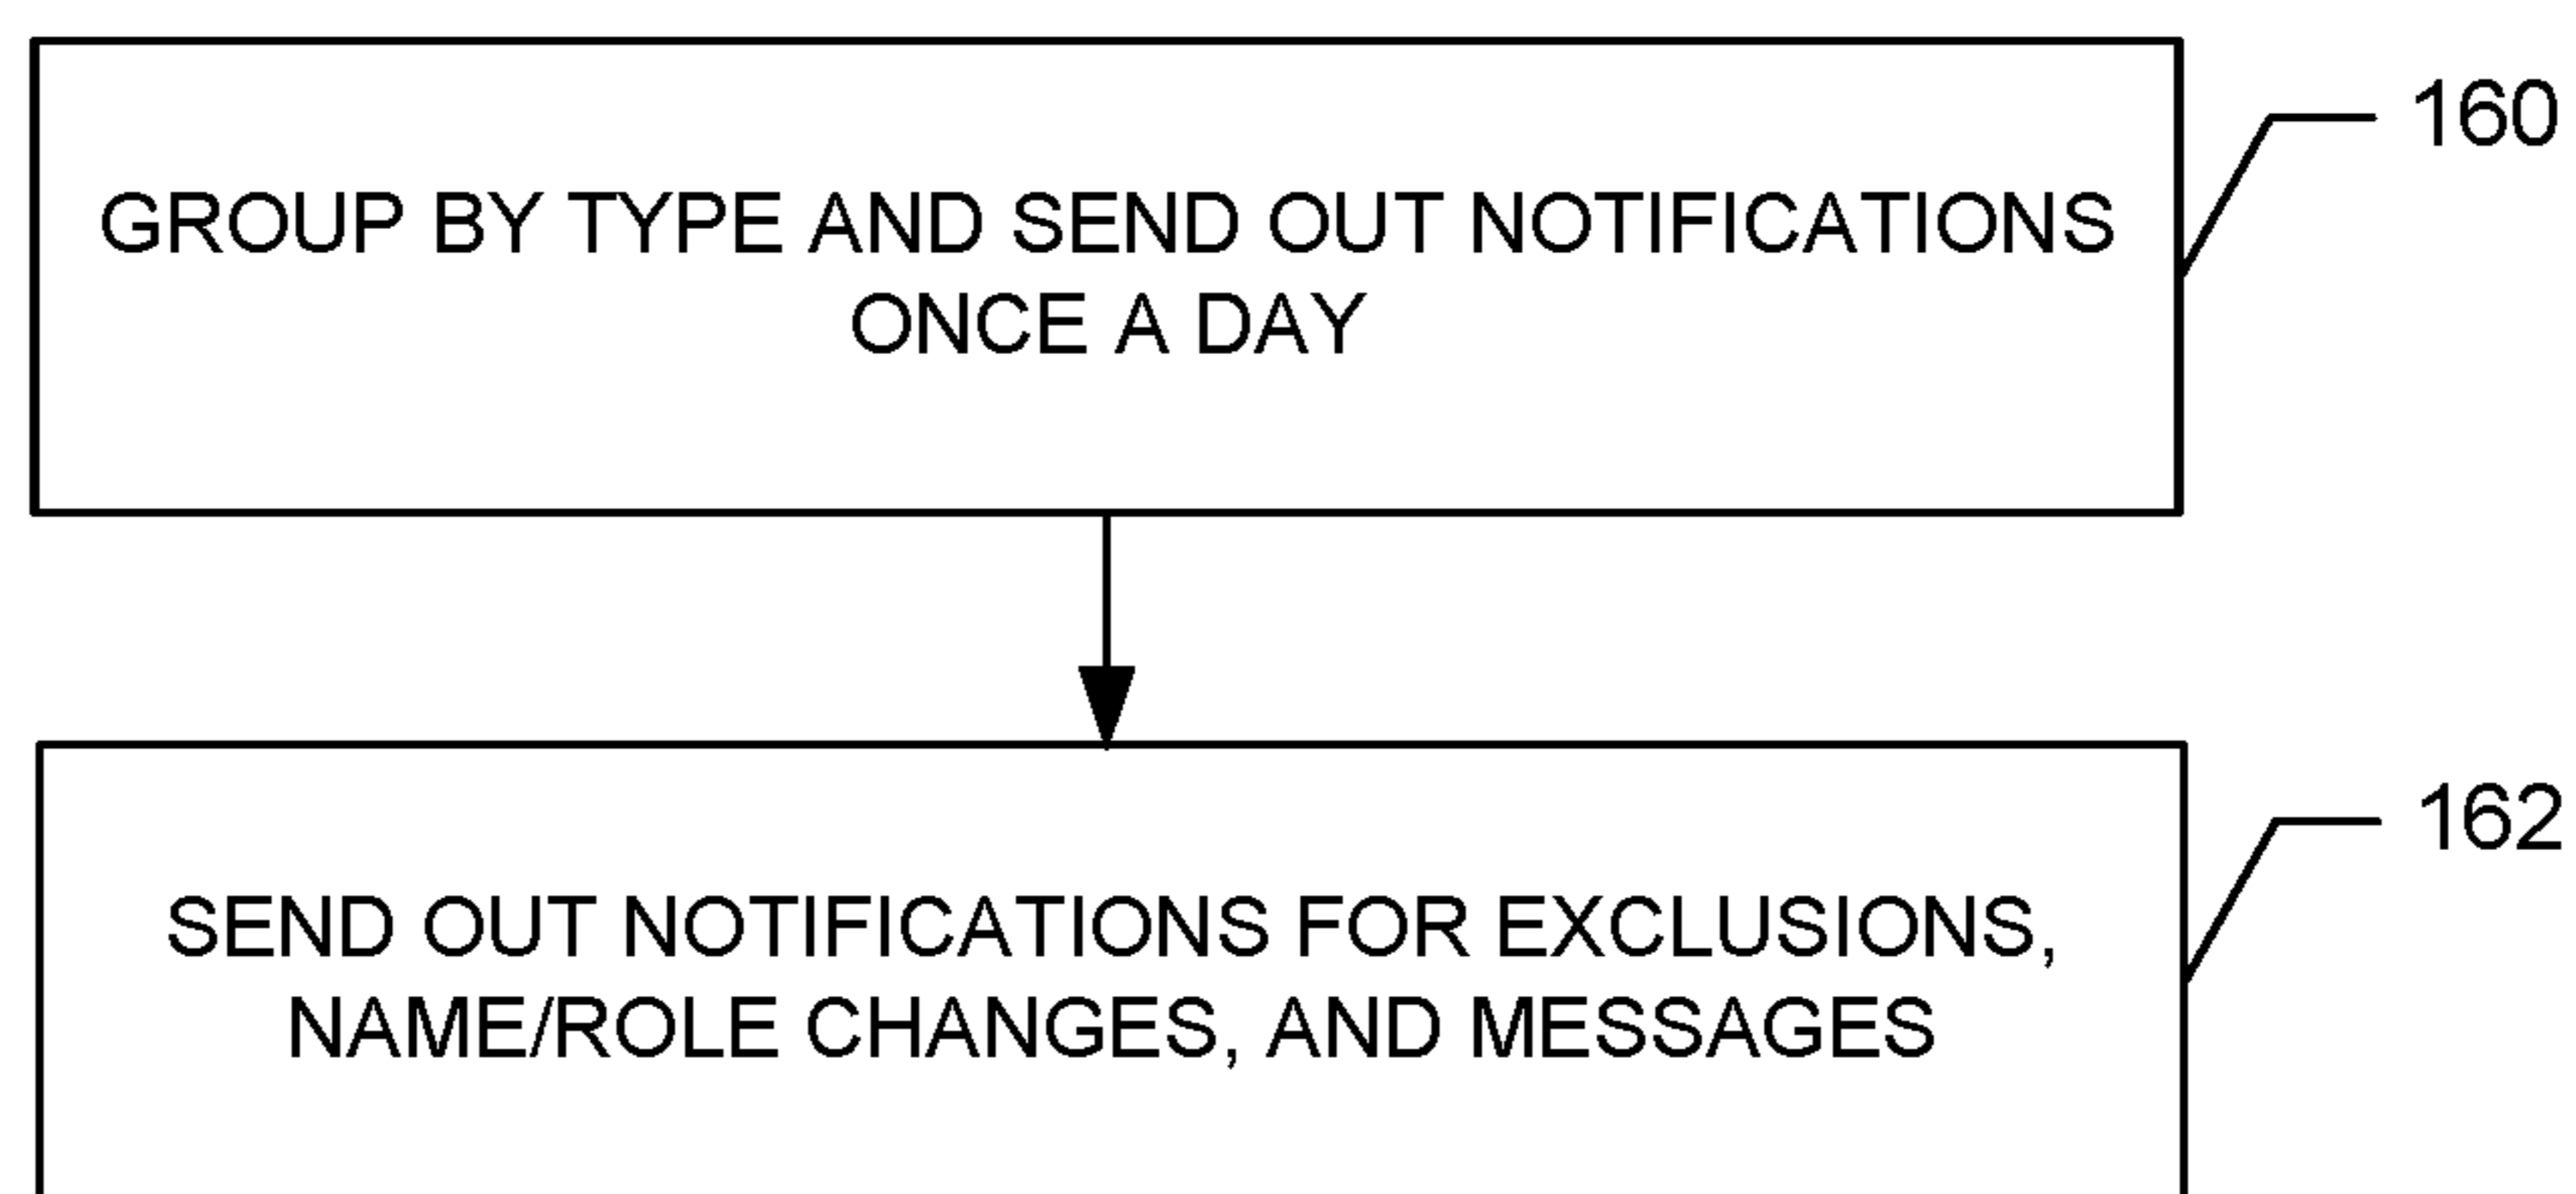 160
GROUP BY TYPE AND SEND OUT NOTIFICATIONS
ONCE A DAY
162
SEND OUT NOTIFICATIONS FOR EXCLUSIONS,
NAME/ROLE CHANGES, AND MESSAGES